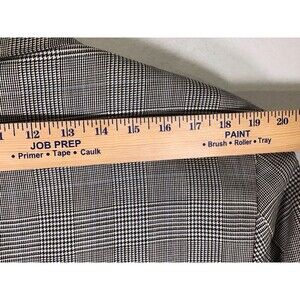 12 13 14 15 16 17 18 19 20
JOB PREP
• Primer • Tape • Caulk
PAINT
• Brush • Roller • Tray